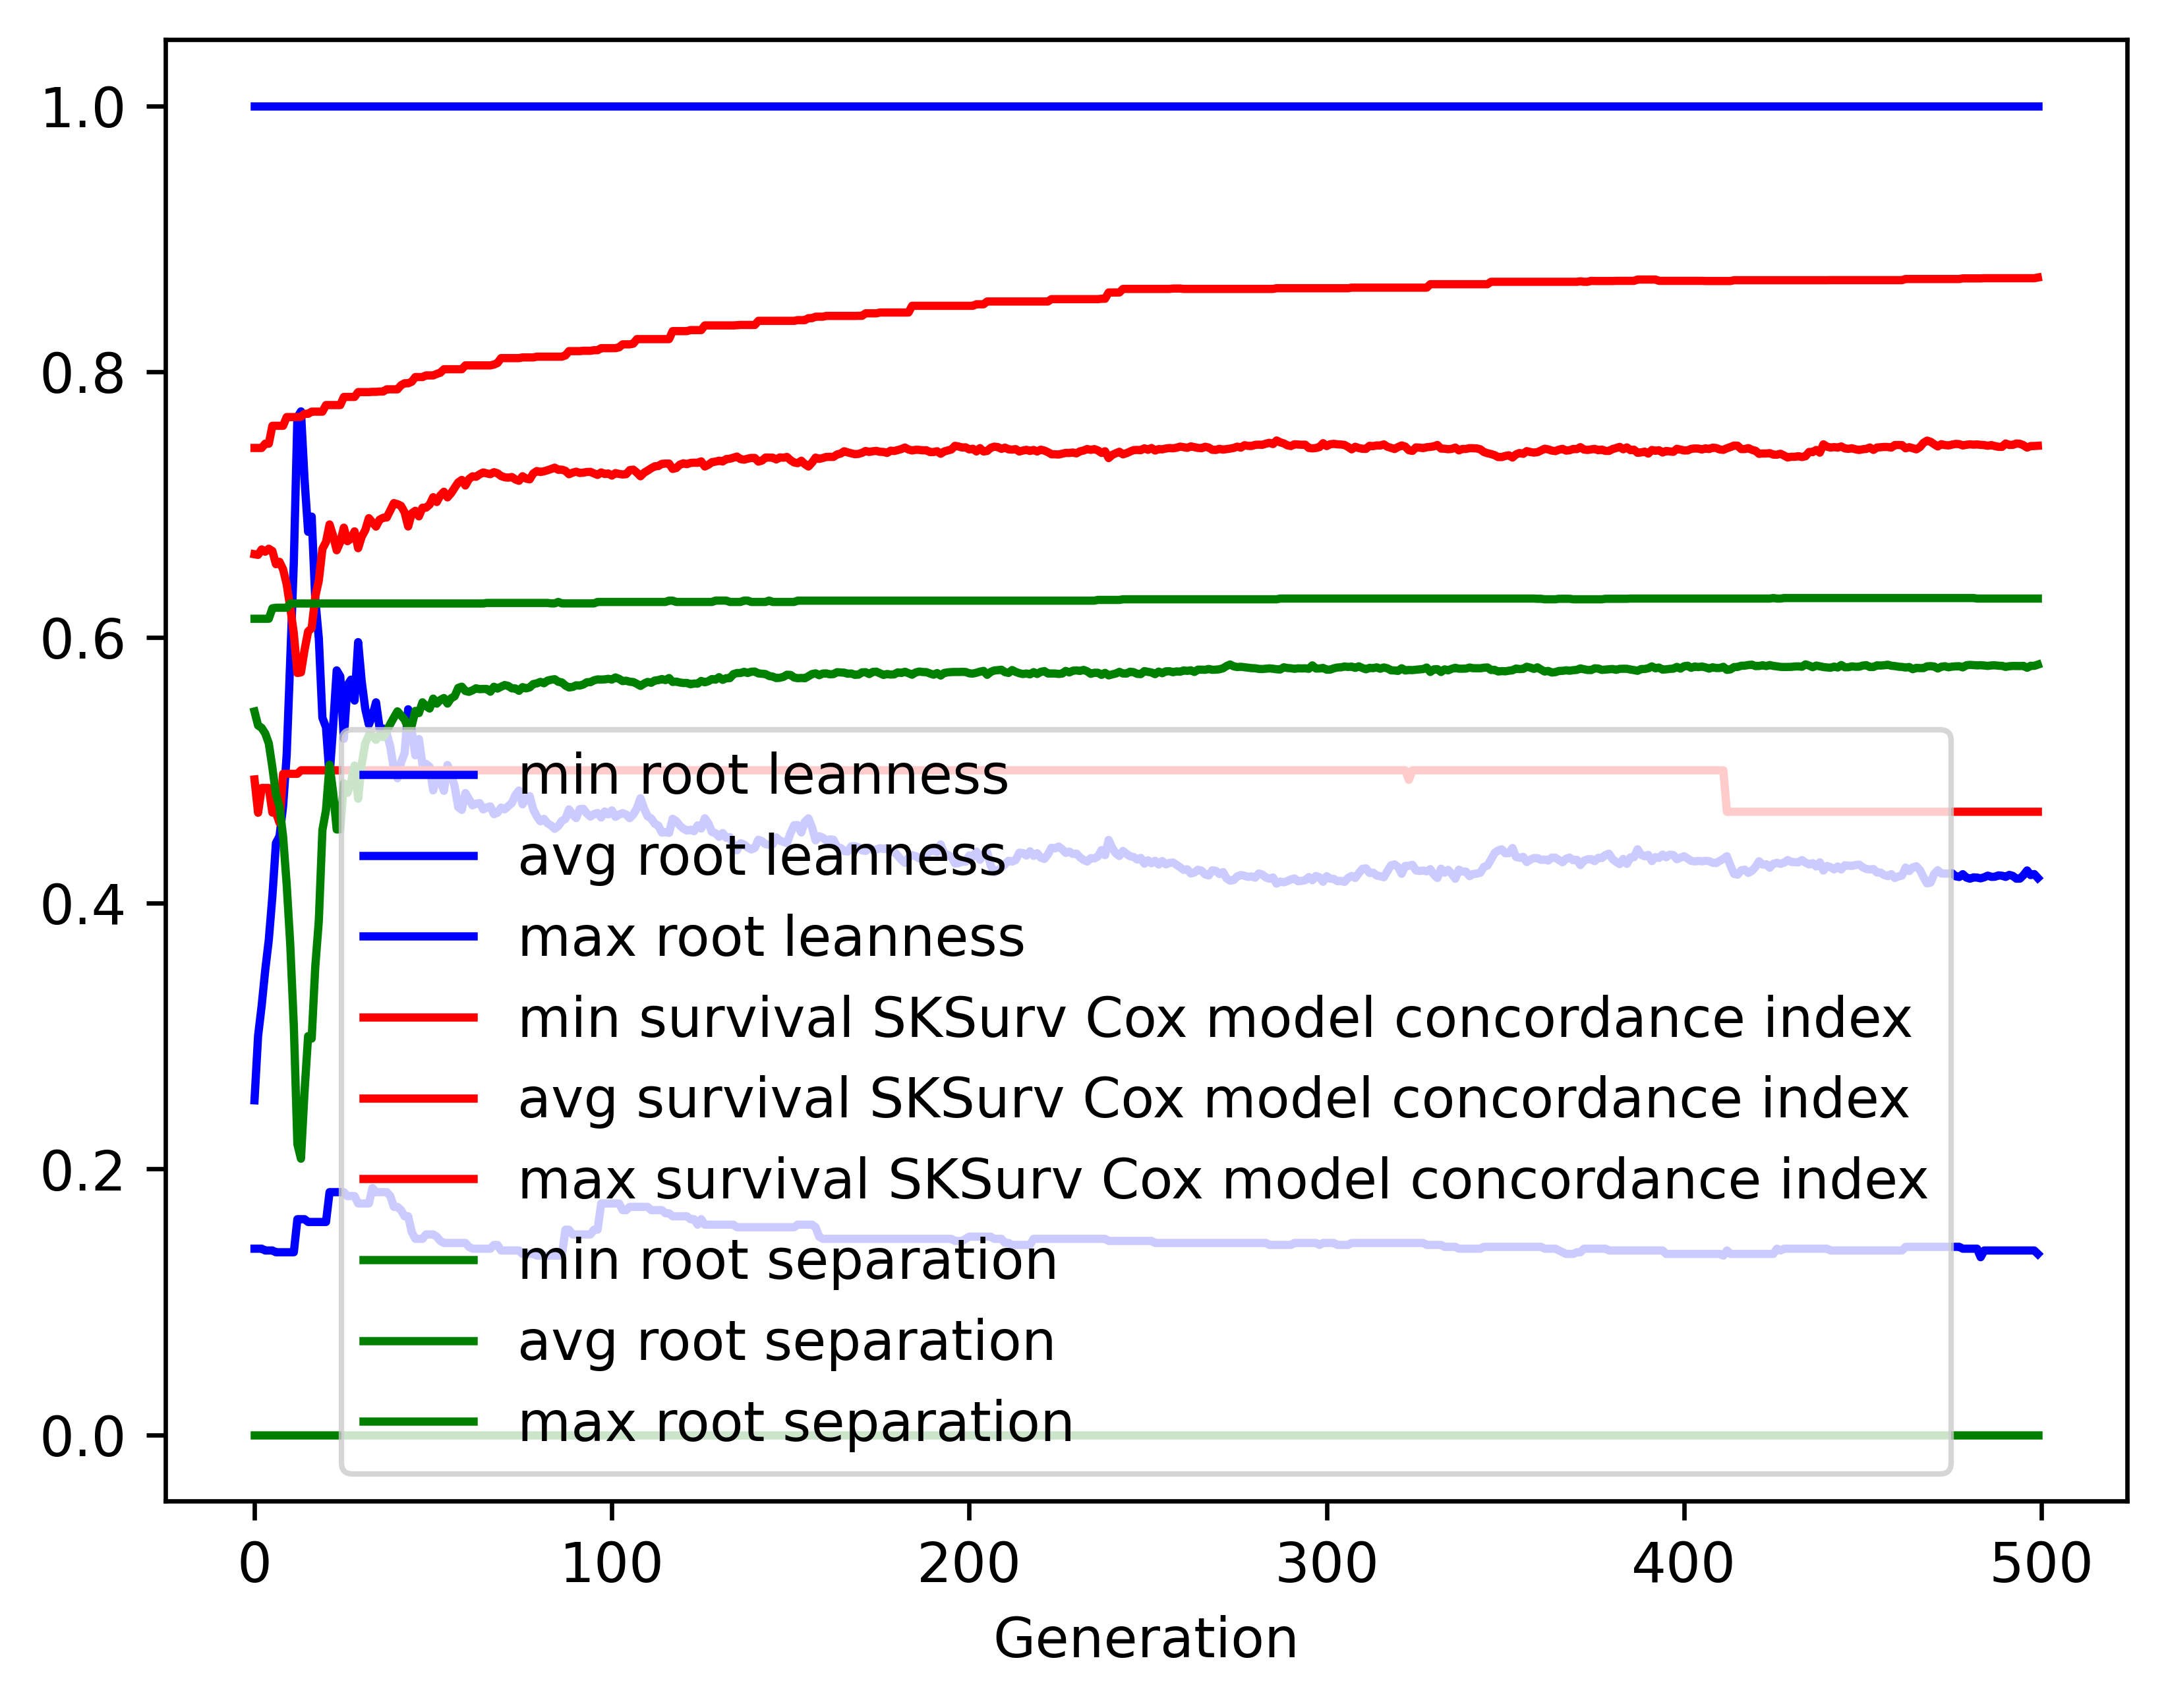 1.0
0.8
0.6
0.4
0.2
0.0
min root leanness
avg root leanness
max root leanness
min survival SKSurv Cox model concordance index
avg survival SKSurv Cox model concordance index
max survival SKSurv Cox model concordance index
min root separation
avg root separation
max root separation
0 100 200 300 400 500
Generation